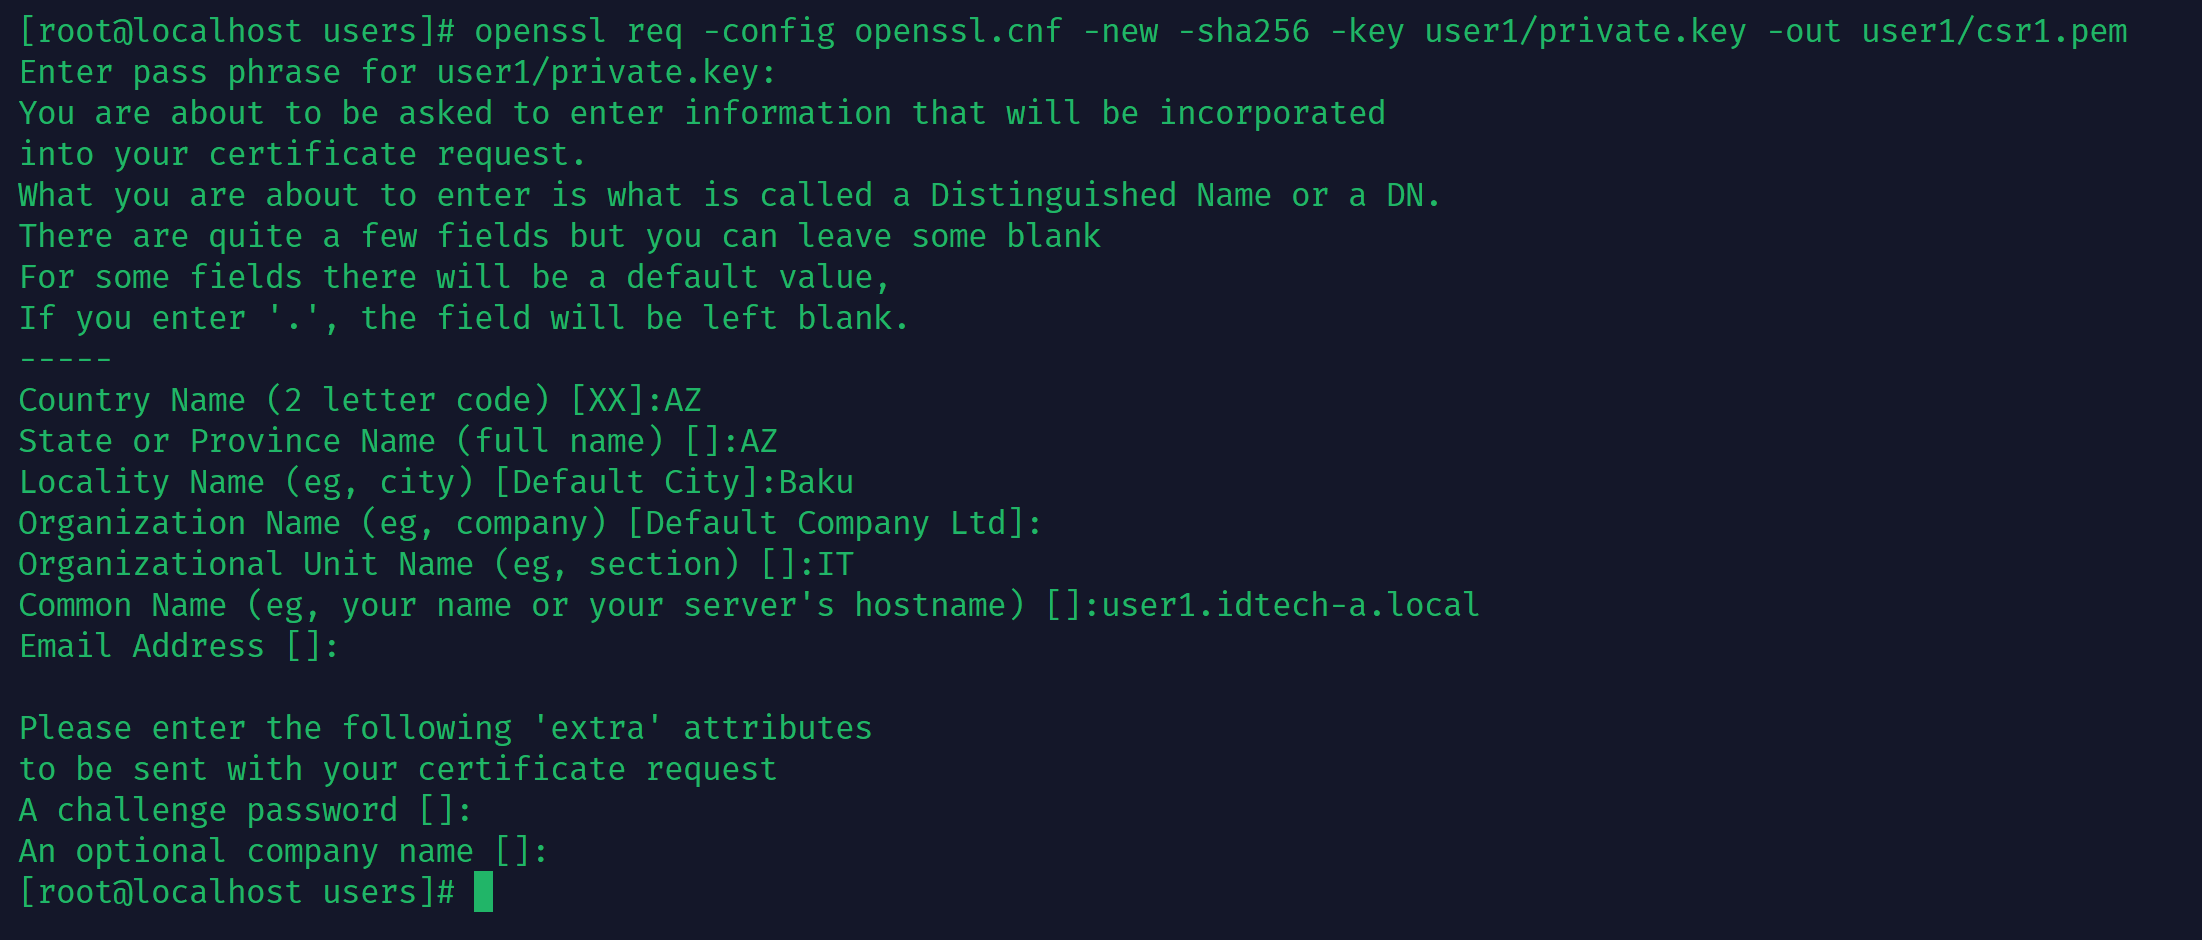 [root@localhost users]# openssl req -config openssl.cnf -new -sha256 -key user1/private.key -out user1/csr1.pem
Enter pass phrase for user1/private.key:
You are about to be asked to enter information that will be incorporated
into your certificate request.
What you are about to enter is what is called a Distinguished Name or a DN.
There are quite a few fields but you can leave some blank
For some fields there will be a default value,
If you enter '.', the field will be left blank.
-----
Country Name (2 letter code) [XX]:AZ
State or Province Name (full name) []:AZ
Locality Name (eg, city) [Default City]:Baku
Organization Name (eg, company) [Default Company Ltd]:
Organizational Unit Name (eg, section) []:IT
Common Name (eg, your name or your server's hostname) []:user1.idtech-a.local
Email Address []:

Please enter the following 'extra' attributes
to be sent with your certificate request
A challenge password []:
An optional company name []:
[root@localhost users]#